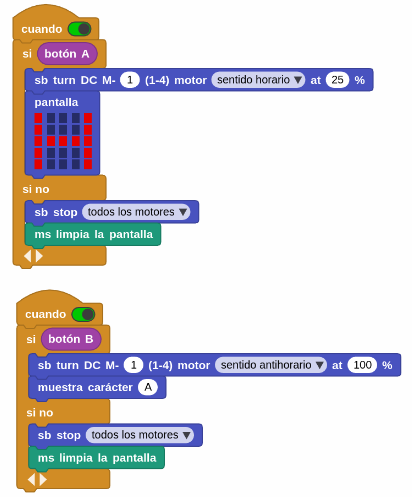 cuando
si botón A
sb turn DC M- 1 (1-4) motor sentido horario at 25 %
pantalla
si no
sb stop todos los motores
ms limpia la pantalla
cuando
si botón B
sb turn DC M- 1 (1-4) motor sentido antihorario at 100 %
muestra carácter A
si no
sb stop todos los motores
ms limpia la pantalla